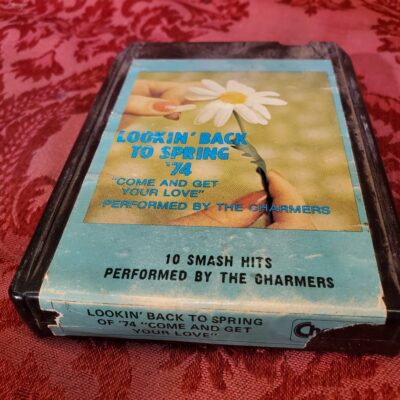 LOOKIN' BACK
TO SPRING
'74
"COME AND GET
YOUR LOVE"
PERFORMED BY THE CHARMERS
10 SMASH HITS
PERFORMED BY THE CHARMERS
LOOKIN' BACK TO SPRING
OF '74 "COME AND GET
YOUR LOVE"